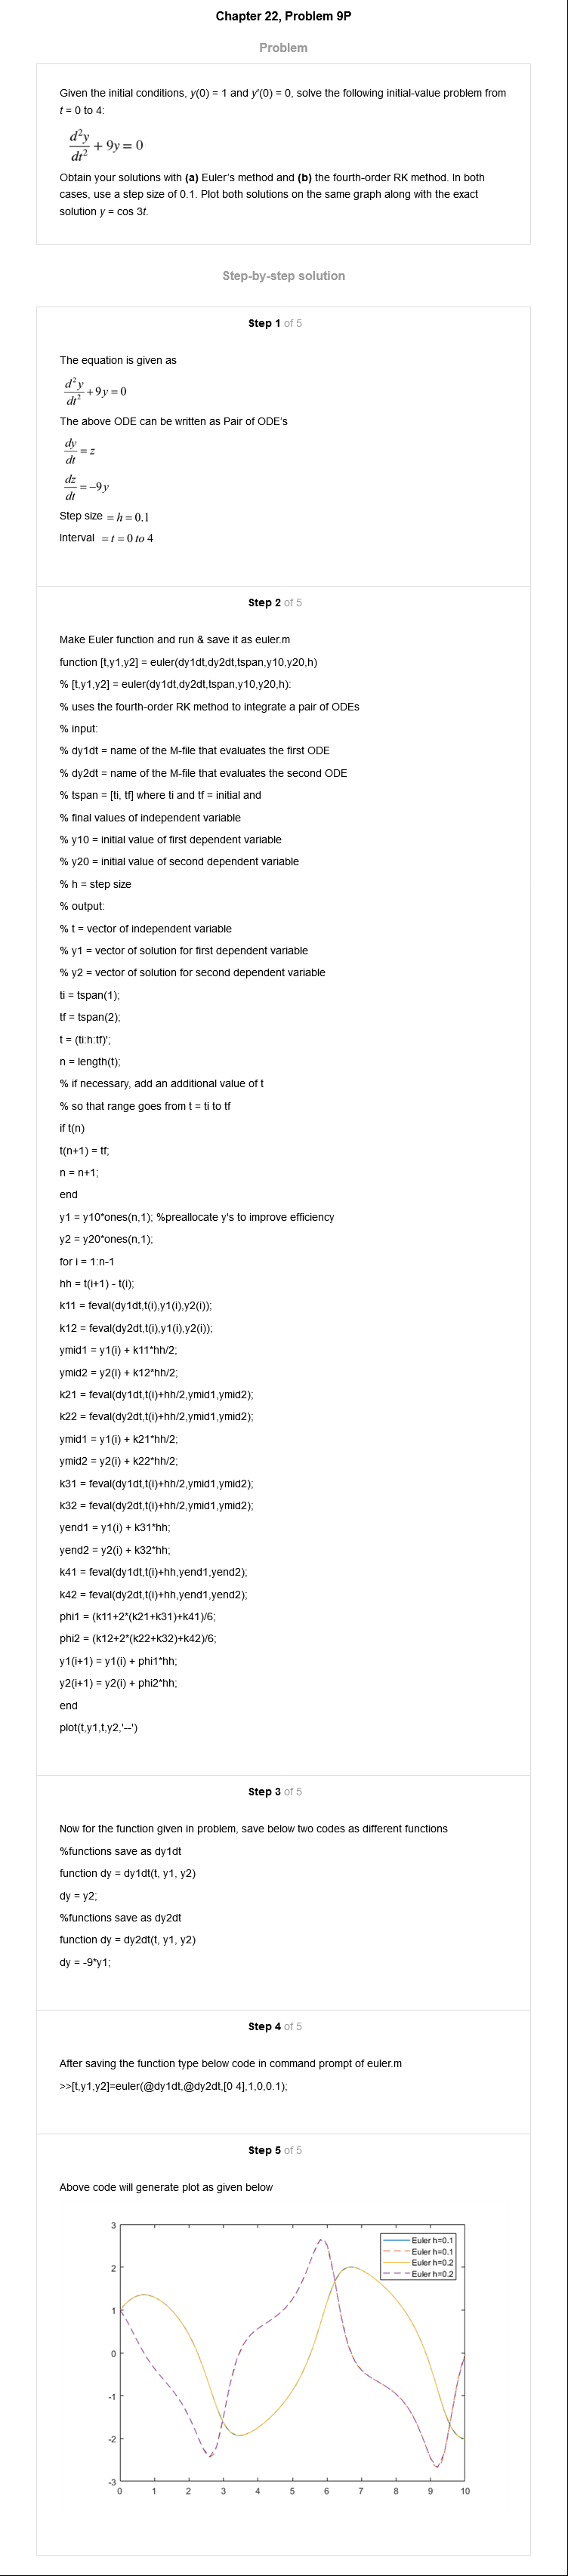 Chapter 22, Problem 9P
Problem
Given the initial conditions, y(0) = 1 and y′(0) = 0, solve the following initial-value problem from
t = 0 to 4:
d²y/dt² + 9y = 0
Obtain your solutions with (a) Euler’s method and (b) the fourth-order RK method. In both
cases, use a step size of 0.1. Plot both solutions on the same graph along with the exact
solution y = cos 3t.
Step-by-step solution
Step 1 of 5
The equation is given as
d²y/dt² + 9y = 0
The above ODE can be written as Pair of ODE’s
dy/dt = z
dz/dt = −9y
Step size = h = 0.1
Interval = t = 0 to 4
Step 2 of 5
Make Euler function and run & save it as euler.m
function [t,y1,y2] = euler(dy1dt,dy2dt,tspan,y10,y20,h)
% [t,y1,y2] = euler(dy1dt,dy2dt,tspan,y10,y20,h):
% uses the fourth-order RK method to integrate a pair of ODEs
% input:
% dy1dt = name of the M-file that evaluates the first ODE
% dy2dt = name of the M-file that evaluates the second ODE
% tspan = [ti, tf] where ti and tf = initial and
% final values of independent variable
% y10 = initial value of first dependent variable
% y20 = initial value of second dependent variable
% h = step size
% output:
% t = vector of independent variable
% y1 = vector of solution for first dependent variable
% y2 = vector of solution for second dependent variable
ti = tspan(1);
tf = tspan(2);
t = (ti:h:tf)';
n = length(t);
% if necessary, add an additional value of t
% so that range goes from t = ti to tf
if t(n)
t(n+1) = tf;
n = n+1;
end
y1 = y10*ones(n,1); %preallocate y's to improve efficiency
y2 = y20*ones(n,1);
for i = 1:n-1
hh = t(i+1) - t(i);
k11 = feval(dy1dt,t(i),y1(i),y2(i));
k12 = feval(dy2dt,t(i),y1(i),y2(i));
ymid1 = y1(i) + k11*hh/2;
ymid2 = y2(i) + k12*hh/2;
k21 = feval(dy1dt,t(i)+hh/2,ymid1,ymid2);
k22 = feval(dy2dt,t(i)+hh/2,ymid1,ymid2);
ymid1 = y1(i) + k21*hh/2;
ymid2 = y2(i) + k22*hh/2;
k31 = feval(dy1dt,t(i)+hh/2,ymid1,ymid2);
k32 = feval(dy2dt,t(i)+hh/2,ymid1,ymid2);
yend1 = y1(i) + k31*hh;
yend2 = y2(i) + k32*hh;
k41 = feval(dy1dt,t(i)+hh,yend1,yend2);
k42 = feval(dy2dt,t(i)+hh,yend1,yend2);
phi1 = (k11+2*(k21+k31)+k41)/6;
phi2 = (k12+2*(k22+k32)+k42)/6;
y1(i+1) = y1(i) + phi1*hh;
y2(i+1) = y2(i) + phi2*hh;
end
plot(t,y1,t,y2,'--')
Step 3 of 5
Now for the function given in problem, save below two codes as different functions
%functions save as dy1dt
function dy = dy1dt(t, y1, y2)
dy = y2;
%functions save as dy2dt
function dy = dy2dt(t, y1, y2)
dy = -9*y1;
Step 4 of 5
After saving the function type below code in command prompt of euler.m
>>[t,y1,y2]=euler(@dy1dt,@dy2dt,[0 4],1,0,0.1);
Step 5 of 5
Above code will generate plot as given below
Euler h=0.1
Euler h=0.1
Euler h=0.2
Euler h=0.2
3
2
1
0
-1
-2
-3
0 1 2 3 4 5 6 7 8 9 10